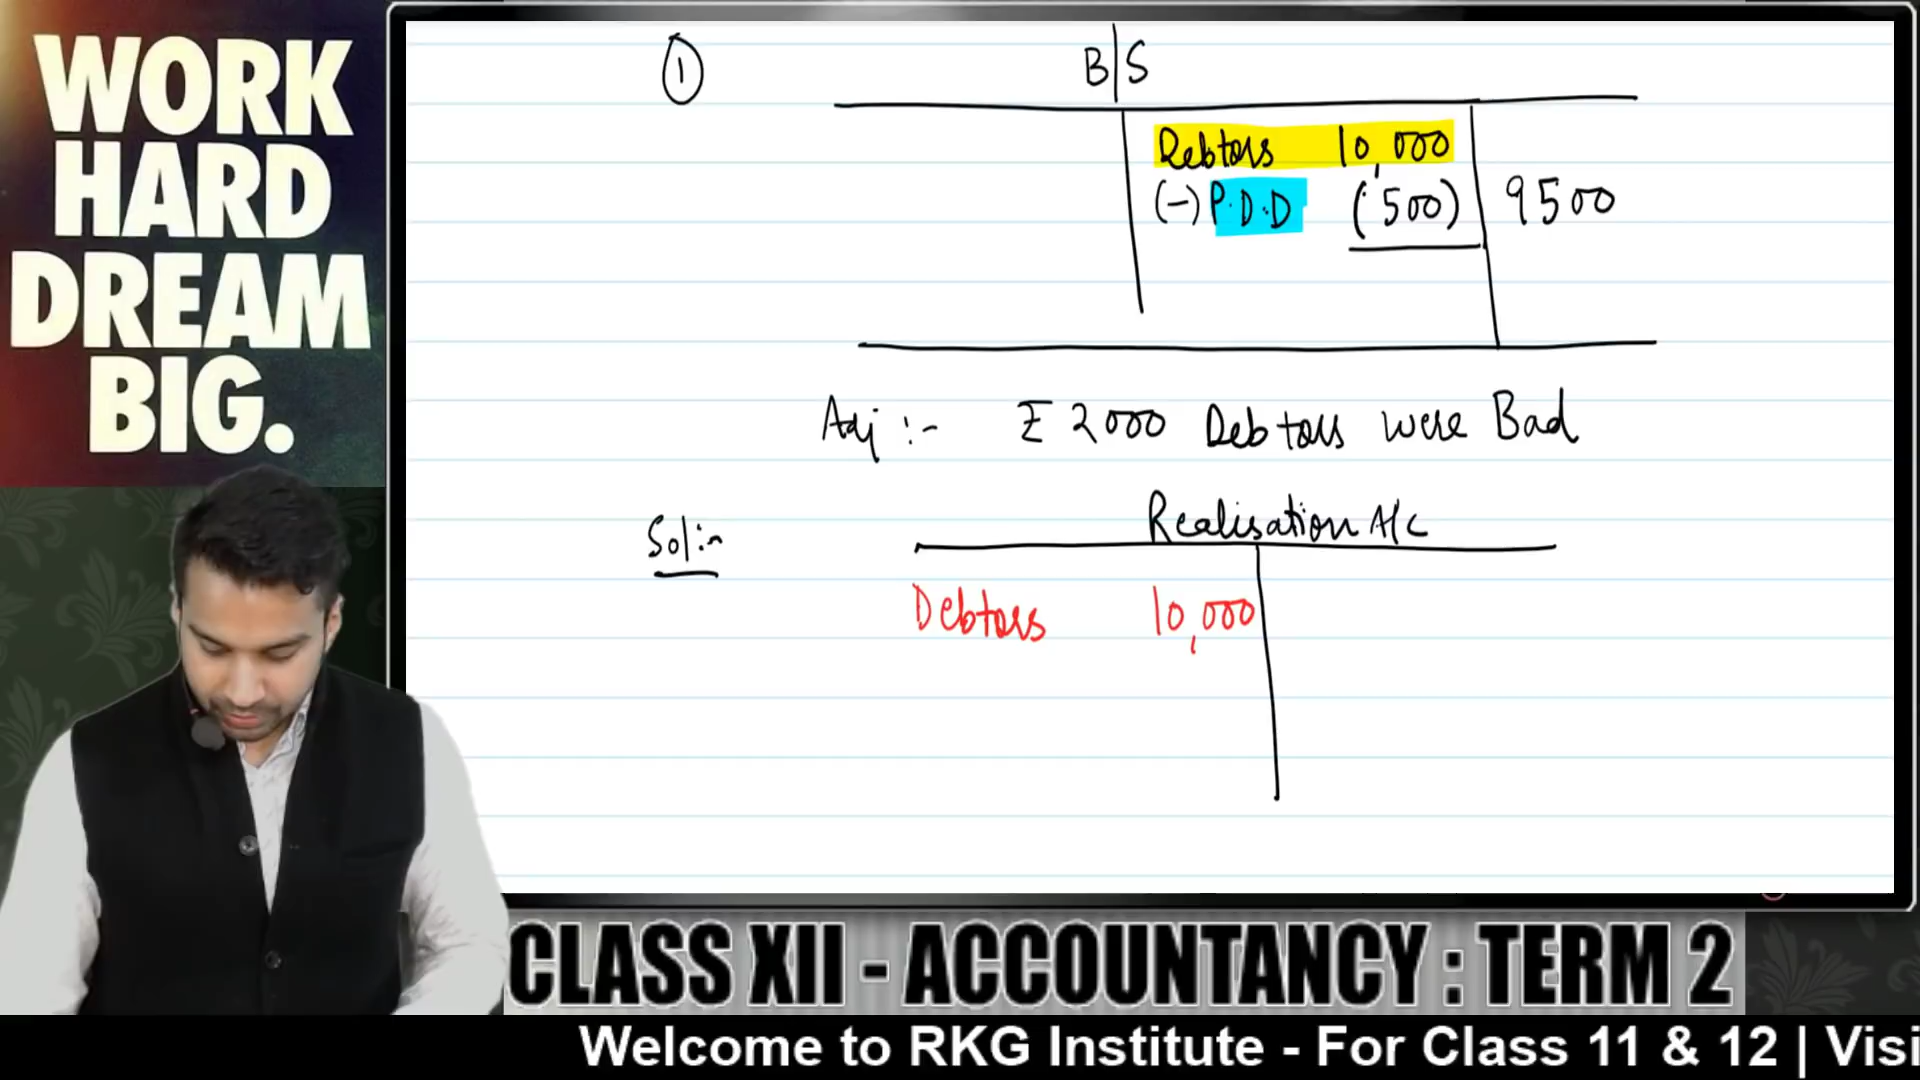 WORK
HARD
DREAM
BIG.
1
B/S
Debtors 10,000
(-) P.D.D (500) 9500
Adj :- ₹ 2000 Debtors were Bad
Sol:-
Realisation A/c
Debtors 10,000
CLASS XII - ACCOUNTANCY : TERM 2
Welcome to RKG Institute - For Class 11 & 12 | Visi